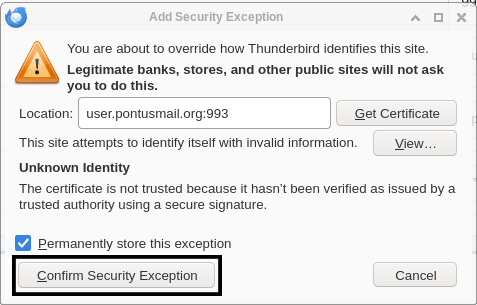 Add Security Exception
You are about to override how Thunderbird identifies this site.
Legitimate banks, stores, and other public sites will not ask
you to do this.
Location: user.pontusmail.org:993 Get Certificate
This site attempts to identify itself with invalid information. View...
Unknown Identity
The certificate is not trusted because it hasn't been verified as issued by a
trusted authority using a secure signature.
Permanently store this exception
Confirm Security Exception Cancel